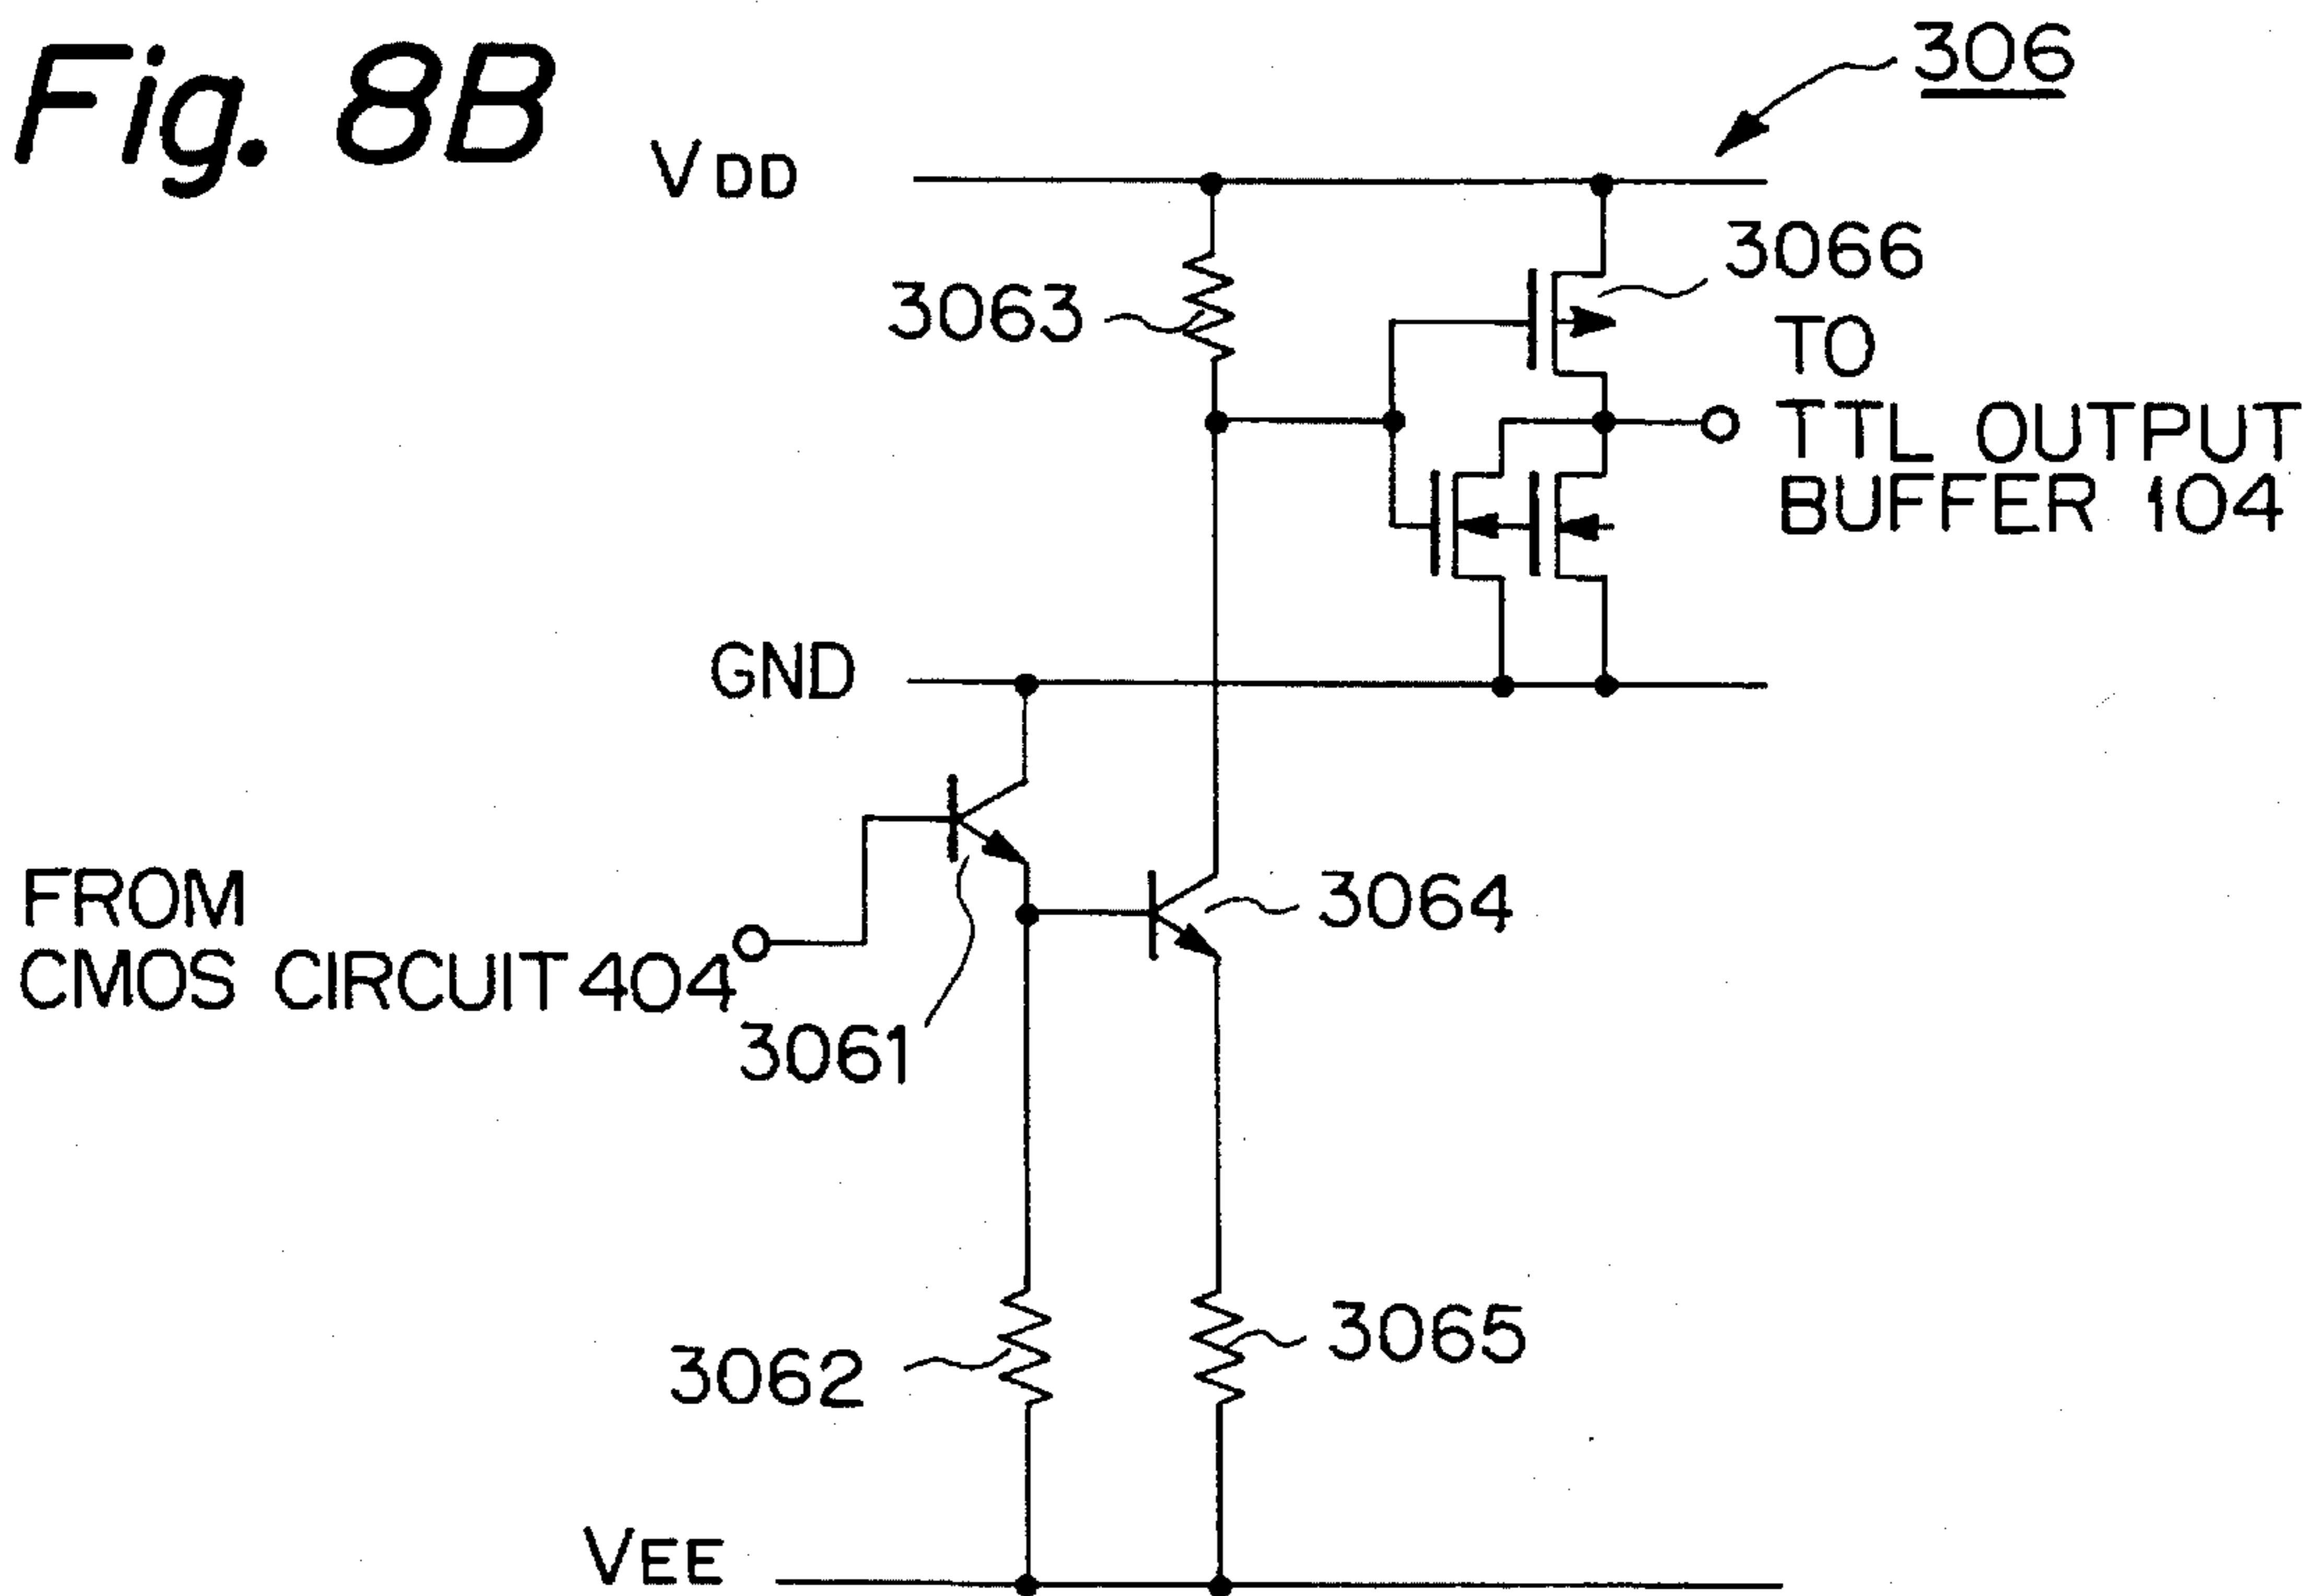 Fig. 8B
306
VDD
3066
3063
TO
TTL OUTPUT
BUFFER 104
GND
FROM
CMOS CIRCUIT 404
3064
3061
3065
3062
VEE